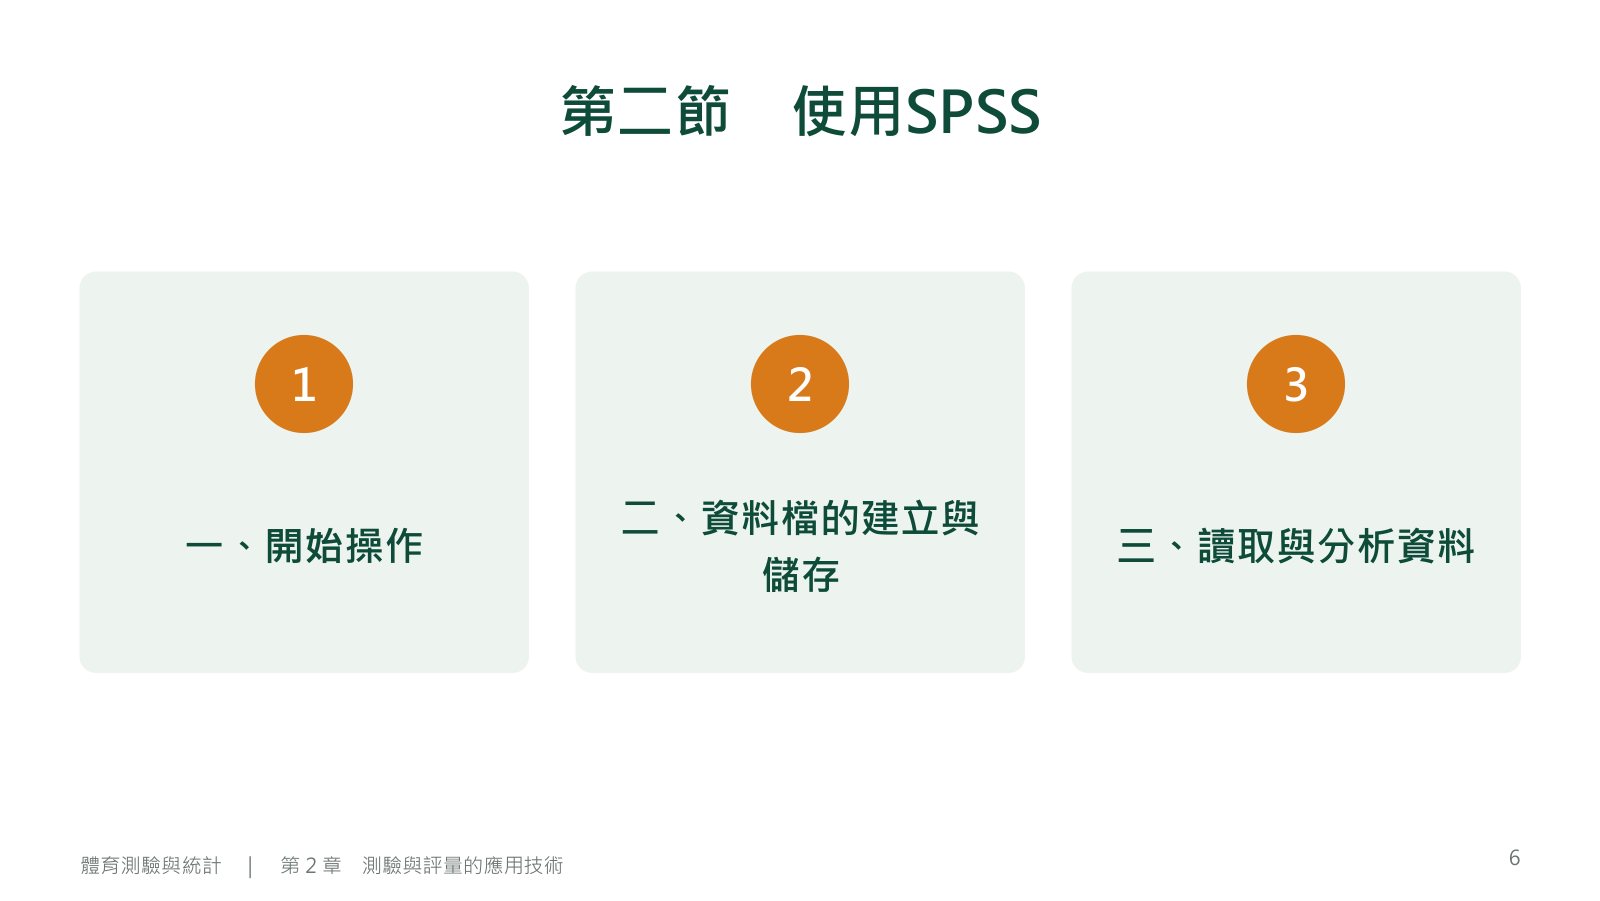 第二節　使用SPSS
1
一、開始操作
2
二、資料檔的建立與
儲存
3
三、讀取與分析資料
體育測驗與統計　|　第 2 章　測驗與評量的應用技術
6